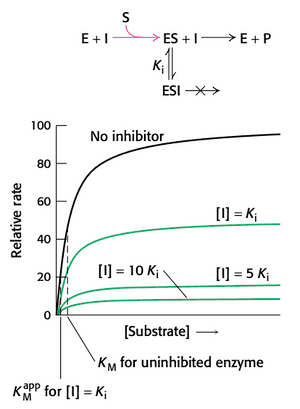 S
E + I → ES + I → E + P
Kᵢ
ESI ✕→
100
No inhibitor
80
60
[I] = Kᵢ
40
[I] = 10 Kᵢ
[I] = 5 Kᵢ
20
0
Relative rate
[Substrate] →
K_M for uninhibited enzyme
K_M^app for [I] = Kᵢ